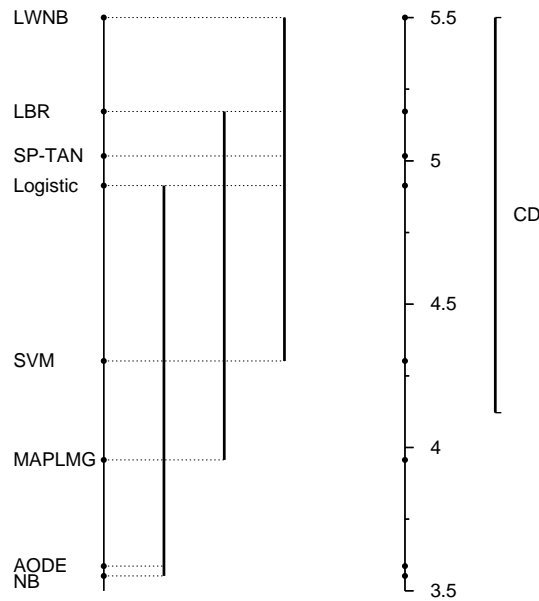 LWNB
5.5
LBR
SP-TAN
5
Logistic
CD
4.5
SVM
4
MAPLMG
AODE
NB
3.5